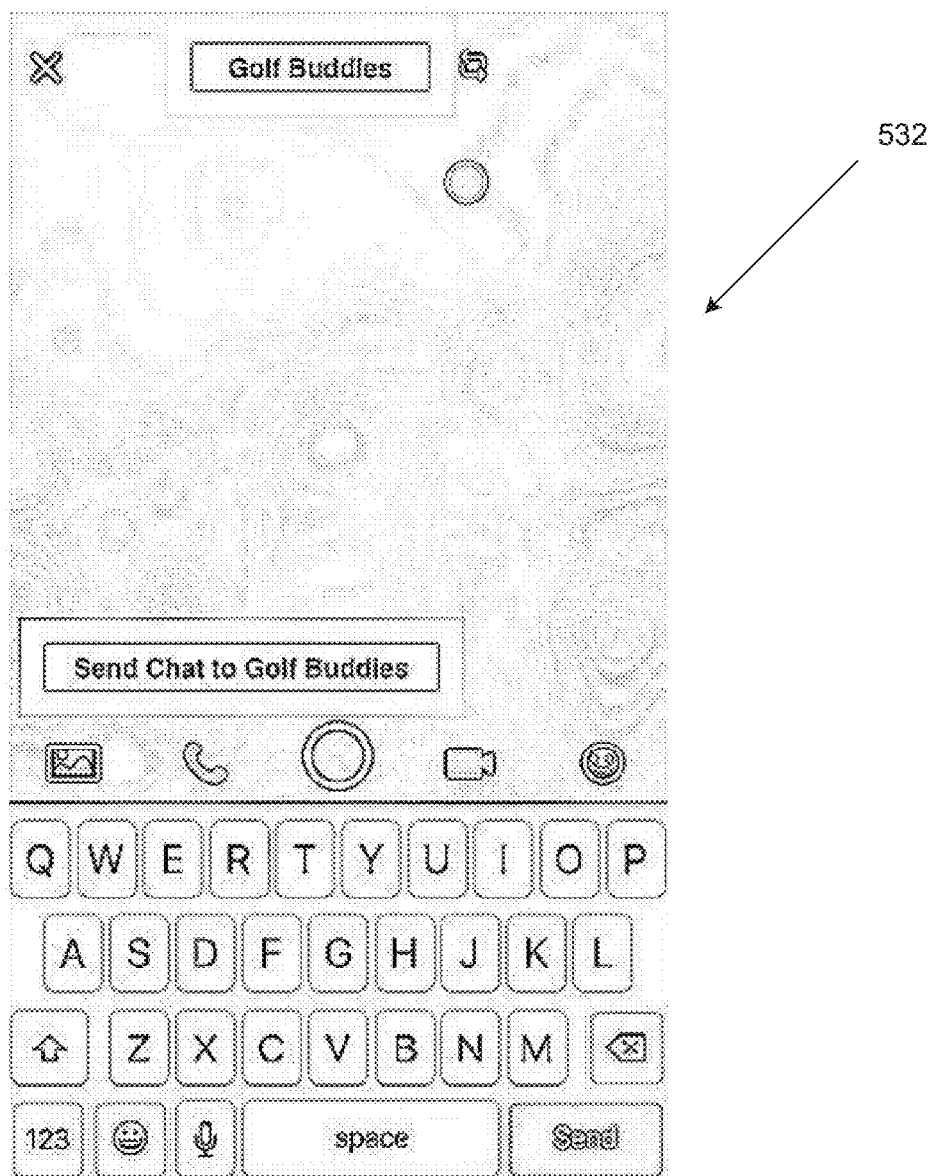 Golf Buddies
532
Send Chat to Golf Buddies
Q W E R T Y U I O P
A S D F G H J K L
Z X C V B N M
123 space Send